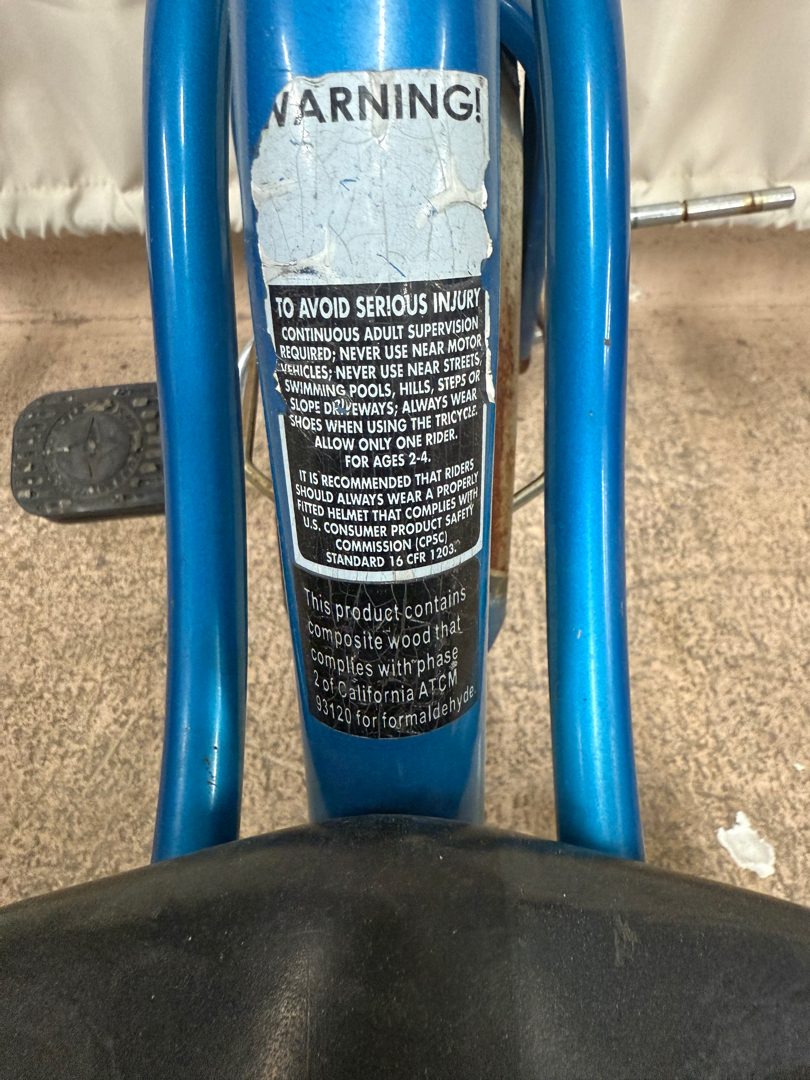 WARNING!
TO AVOID SERIOUS INJURY
CONTINUOUS ADULT SUPERVISION
REQUIRED; NEVER USE NEAR MOTOR
VEHICLES; NEVER USE NEAR STREETS,
SWIMMING POOLS, HILLS, STEPS OR
SLOPE DRIVEWAYS; ALWAYS WEAR
SHOES WHEN USING THE TRICYCLE.
ALLOW ONLY ONE RIDER.
FOR AGES 2-4.
IT IS RECOMMENDED THAT RIDERS
SHOULD ALWAYS WEAR A PROPERLY
FITTED HELMET THAT COMPLIES WITH
U.S. CONSUMER PRODUCT SAFETY
COMMISSION (CPSC)
STANDARD 16 CFR 1203.
This product contains
composite wood that
complies with phase
2 of California ATCM
93120 for formaldehyde.